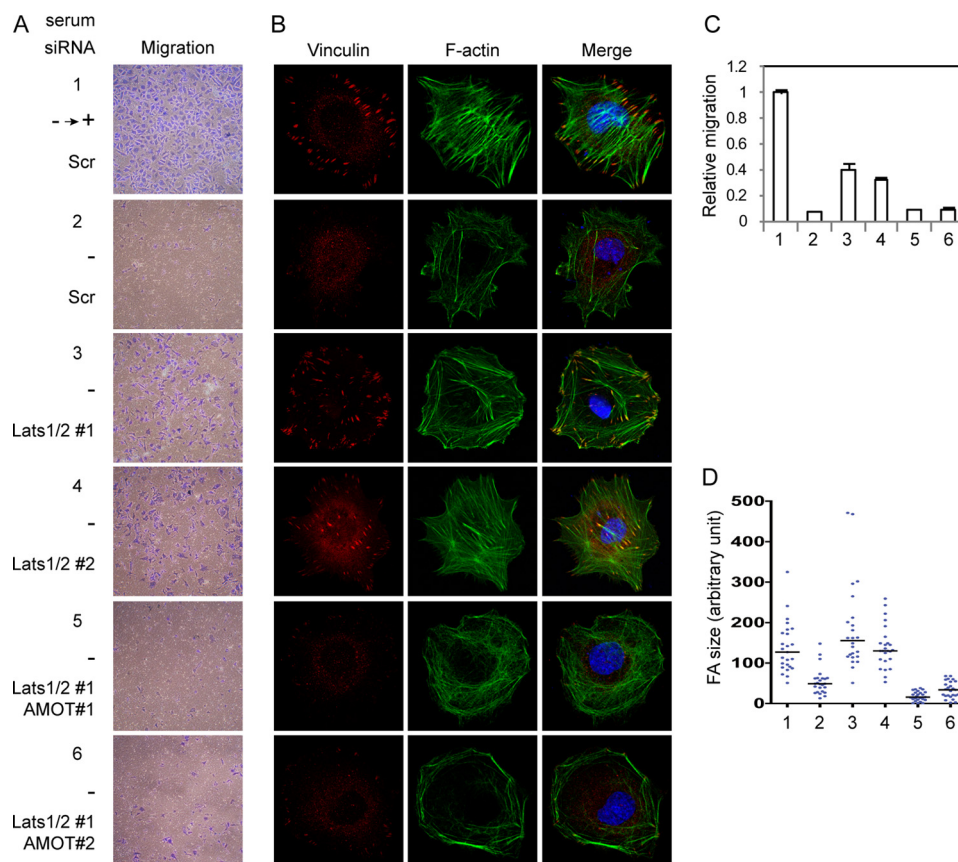 A
serum
siRNA
Migration
1
- → +
Scr
2
-
Scr
3
-
Lats1/2 #1
4
-
Lats1/2 #2
5
-
Lats1/2 #1
AMOT#1
6
-
Lats1/2 #1
AMOT#2
B
Vinculin
F-actin
Merge
C
Relative migration
1.2
1
0.8
0.6
0.4
0.2
0
1 2 3 4 5 6
D
FA size (arbitrary unit)
500
400
300
200
100
0
1 2 3 4 5 6